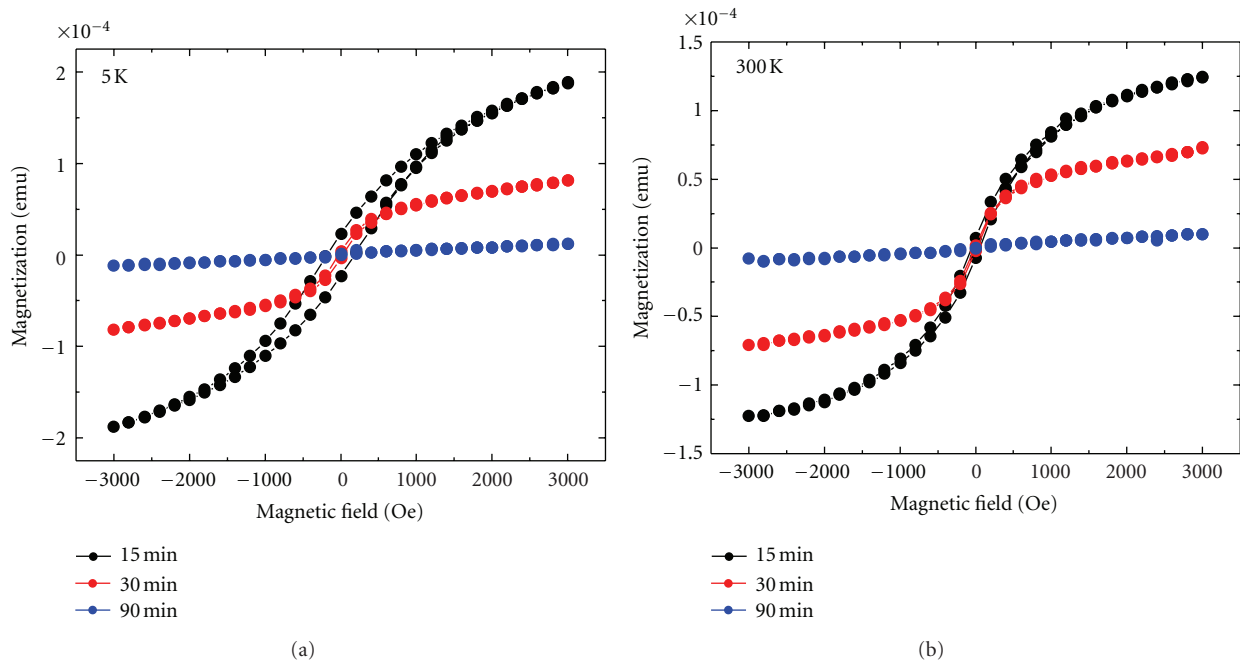 ×10−4
5 K
2
1
0
−1
−2
Magnetization (emu)
−3000 −2000 −1000 0 1000 2000 3000
Magnetic field (Oe)
15 min
30 min
90 min
(a)
×10−4
300 K
1.5
1
0.5
0
−0.5
−1
−1.5
Magnetization (emu)
−3000 −2000 −1000 0 1000 2000 3000
Magnetic field (Oe)
15 min
30 min
90 min
(b)